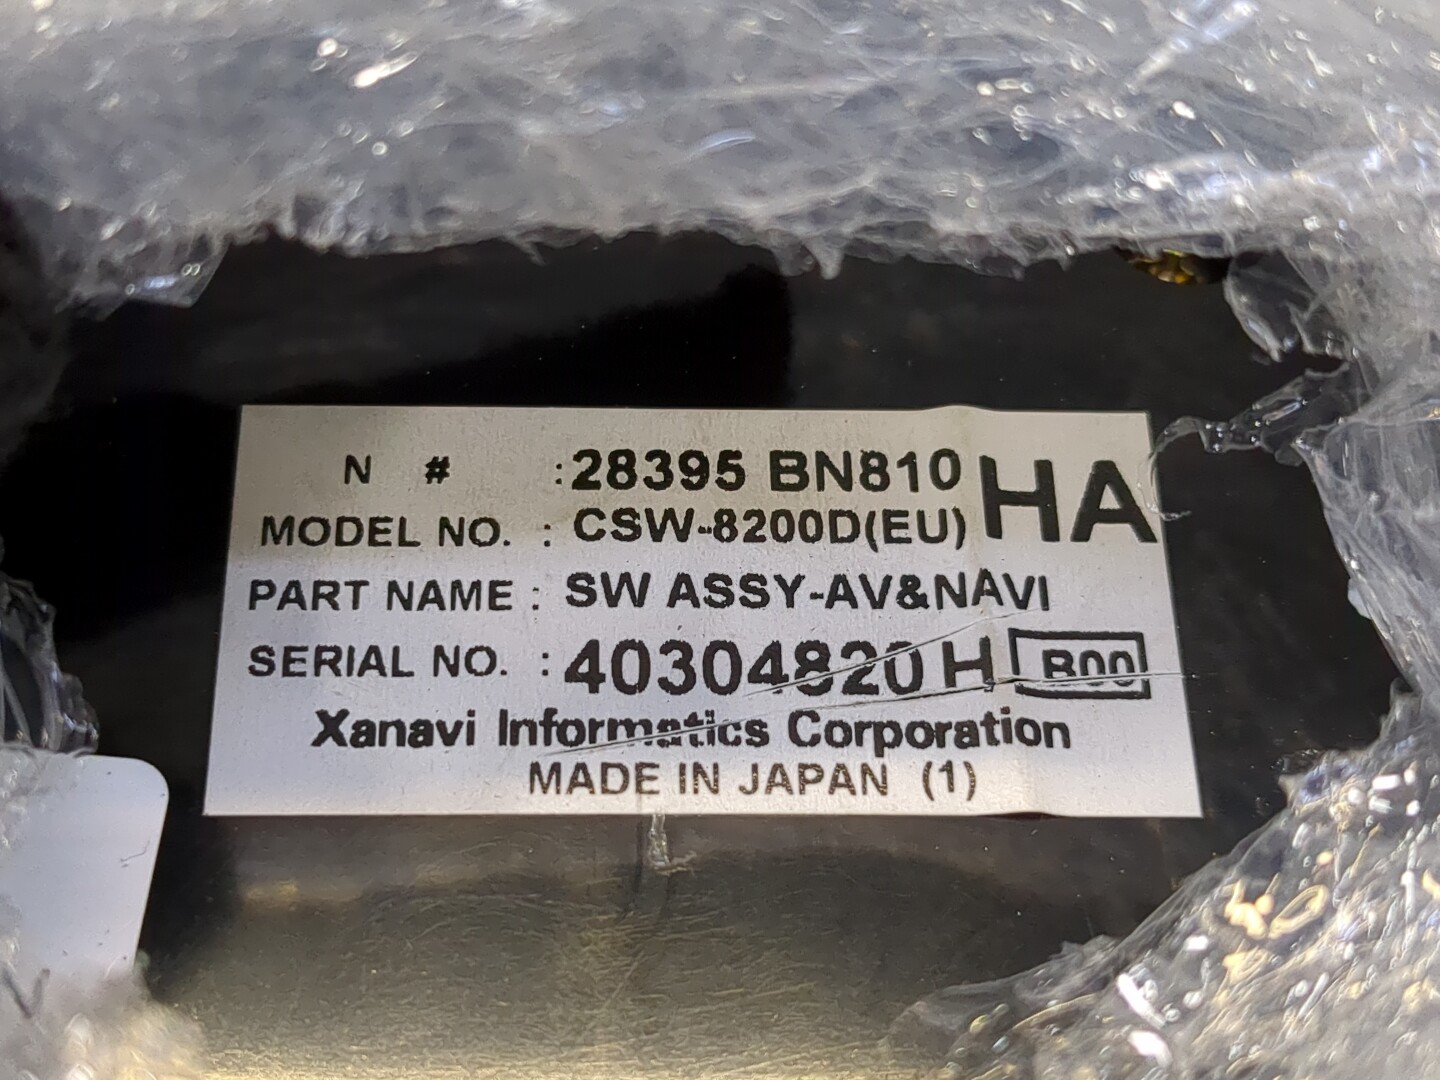 N # :28395 BN810 HA
MODEL NO. : CSW-8200D(EU)
PART NAME : SW ASSY-AV&NAVI
SERIAL NO. :40304820H B00
Xanavi Informatics Corporation
MADE IN JAPAN (1)